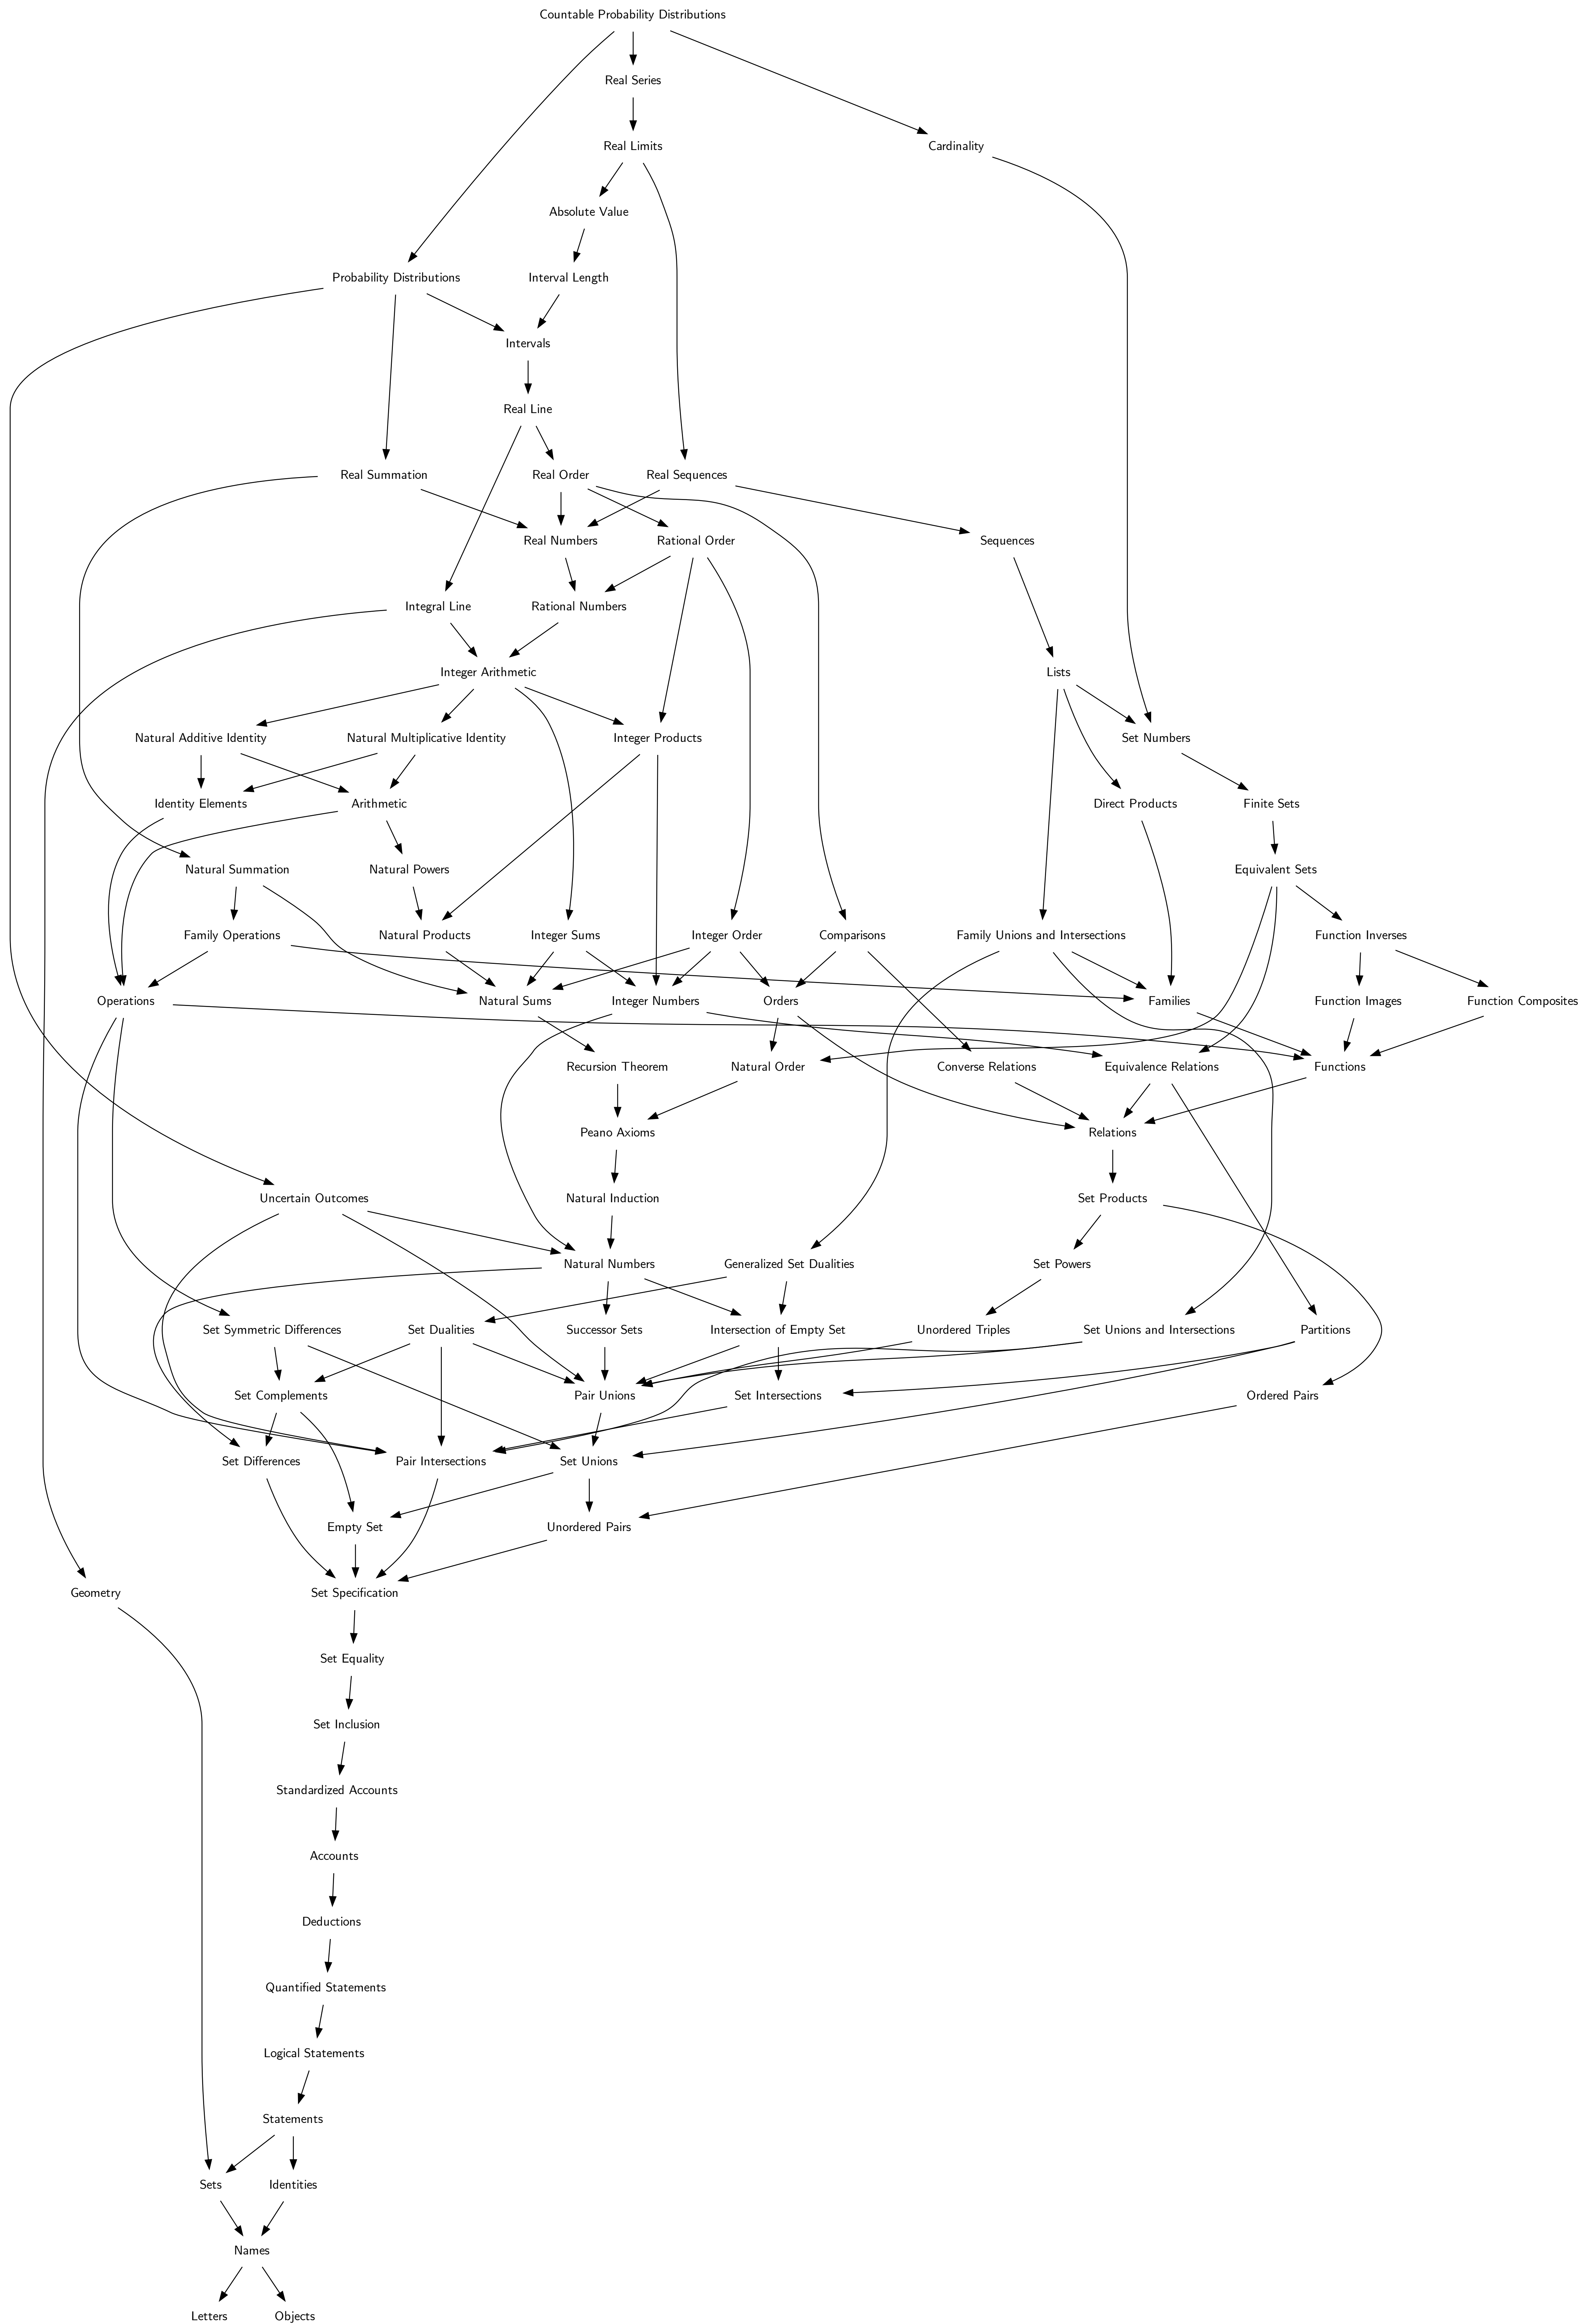 Countable Probability Distributions
Real Series
Real Limits
Cardinality
Absolute Value
Probability Distributions
Interval Length
Intervals
Real Line
Real Summation
Real Order
Real Sequences
Real Numbers
Rational Order
Sequences
Integral Line
Rational Numbers
Integer Arithmetic
Lists
Natural Additive Identity
Natural Multiplicative Identity
Integer Products
Set Numbers
Identity Elements
Arithmetic
Direct Products
Finite Sets
Natural Summation
Natural Powers
Equivalent Sets
Family Operations
Natural Products
Integer Sums
Integer Order
Comparisons
Family Unions and Intersections
Function Inverses
Operations
Natural Sums
Integer Numbers
Orders
Families
Function Images
Function Composites
Recursion Theorem
Natural Order
Converse Relations
Equivalence Relations
Functions
Peano Axioms
Relations
Uncertain Outcomes
Natural Induction
Set Products
Natural Numbers
Generalized Set Dualities
Set Powers
Set Symmetric Differences
Set Dualities
Successor Sets
Intersection of Empty Set
Unordered Triples
Set Unions and Intersections
Partitions
Set Complements
Pair Unions
Set Intersections
Ordered Pairs
Set Differences
Pair Intersections
Set Unions
Empty Set
Unordered Pairs
Geometry
Set Specification
Set Equality
Set Inclusion
Standardized Accounts
Accounts
Deductions
Quantified Statements
Logical Statements
Statements
Sets
Identities
Names
Letters
Objects